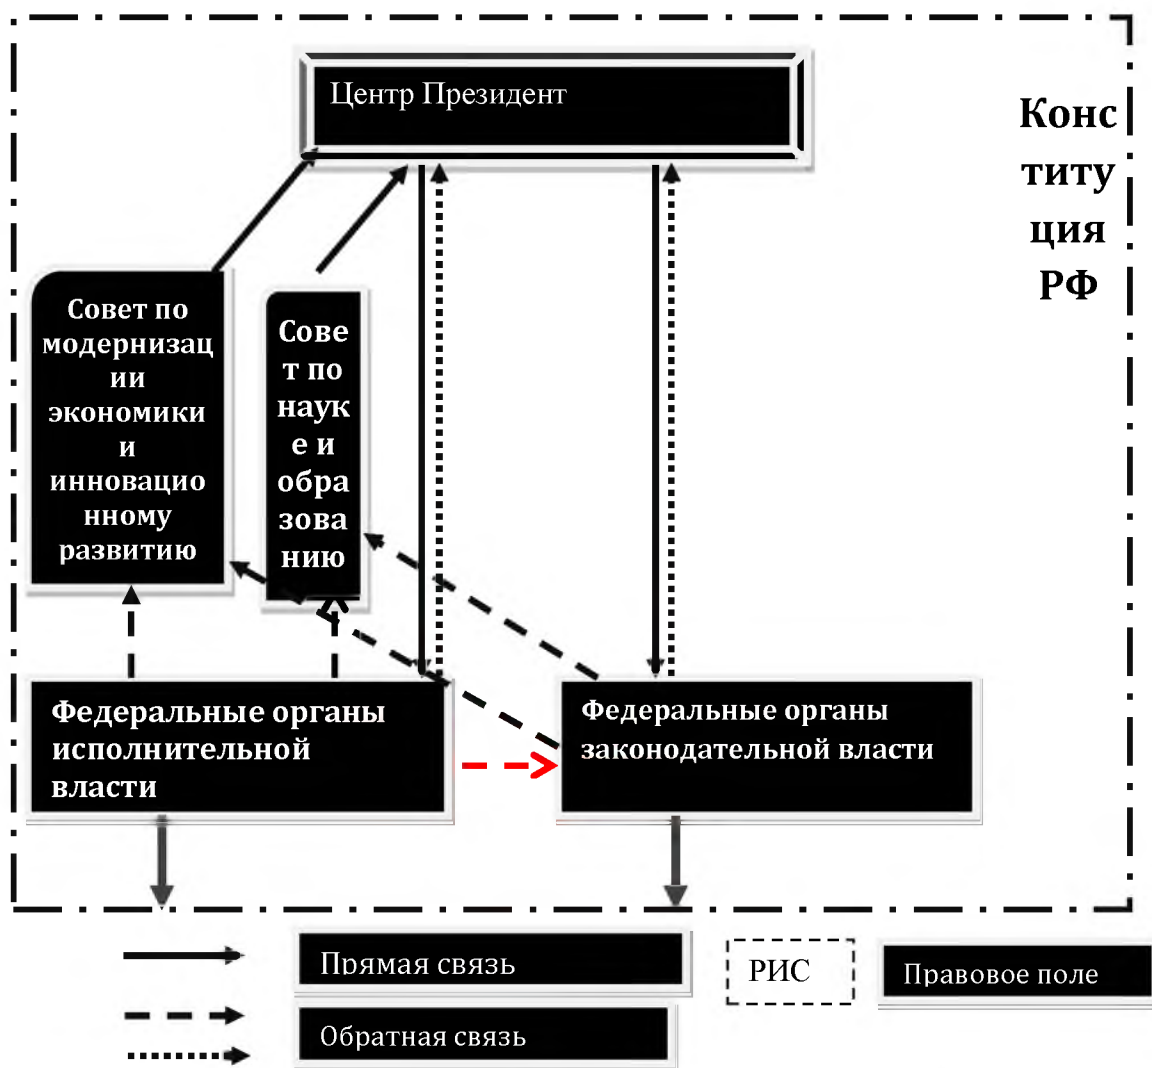 Центр Президент
Конс
титу
ция
РФ
Совет по
модернизац
ии
экономики
и
инновацио
нному
развитию
Сове
т по
наук
е и
обра
зова
нию
Федеральные органы
исполнительной
власти
Федеральные органы
законодательной власти
Прямая связь
РИС
Правовое поле
Обратная связь